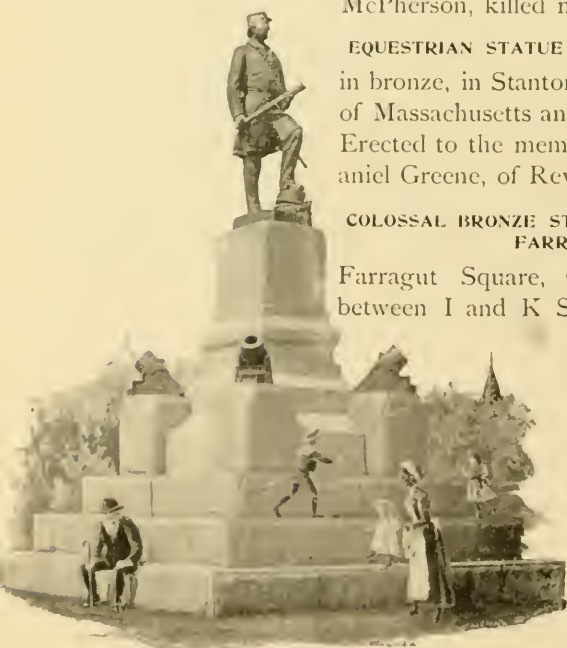 McPherson, killed n
EQUESTRIAN STATUE
in bronze, in Stanton
of Massachusetts an
Erected to the mem
aniel Greene, of Rev
COLOSSAL BRONZE ST
FARR
Farragut Square,
between I and K S